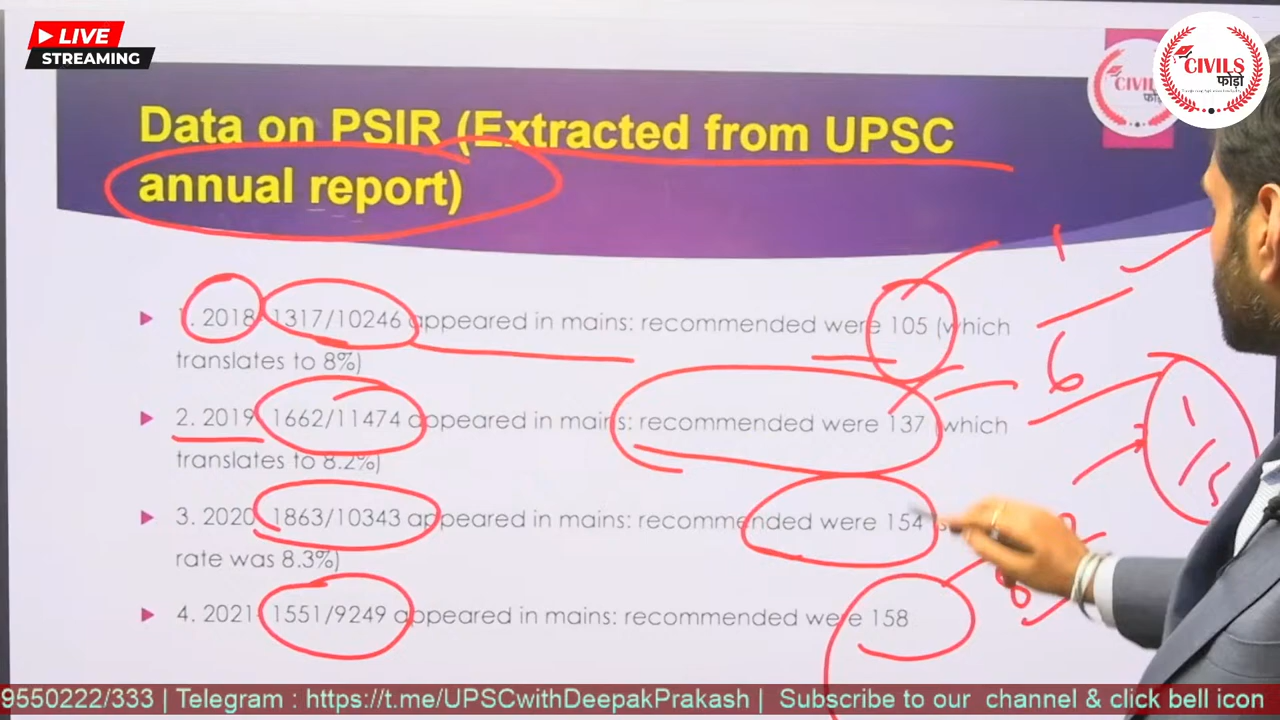 LIVE
STREAMING
CIVILS
फोड़ो
Data on PSIR (Extracted from UPSC
annual report)
1. 2018 1317/10246 appeared in mains: recommended were 105 (which
translates to 8%)
2. 2019 1662/11474 appeared in mains: recommended were 137 (which
translates to 8.2%)
3. 2020 1863/10343 appeared in mains: recommended were 154
rate was 8.3%)
4. 2021 1551/9249 appeared in mains: recommended were 158
1
6
1/5
9550222/333 | Telegram : https://t.me/UPSCwithDeepakPrakash | Subscribe to our channel & click bell icon